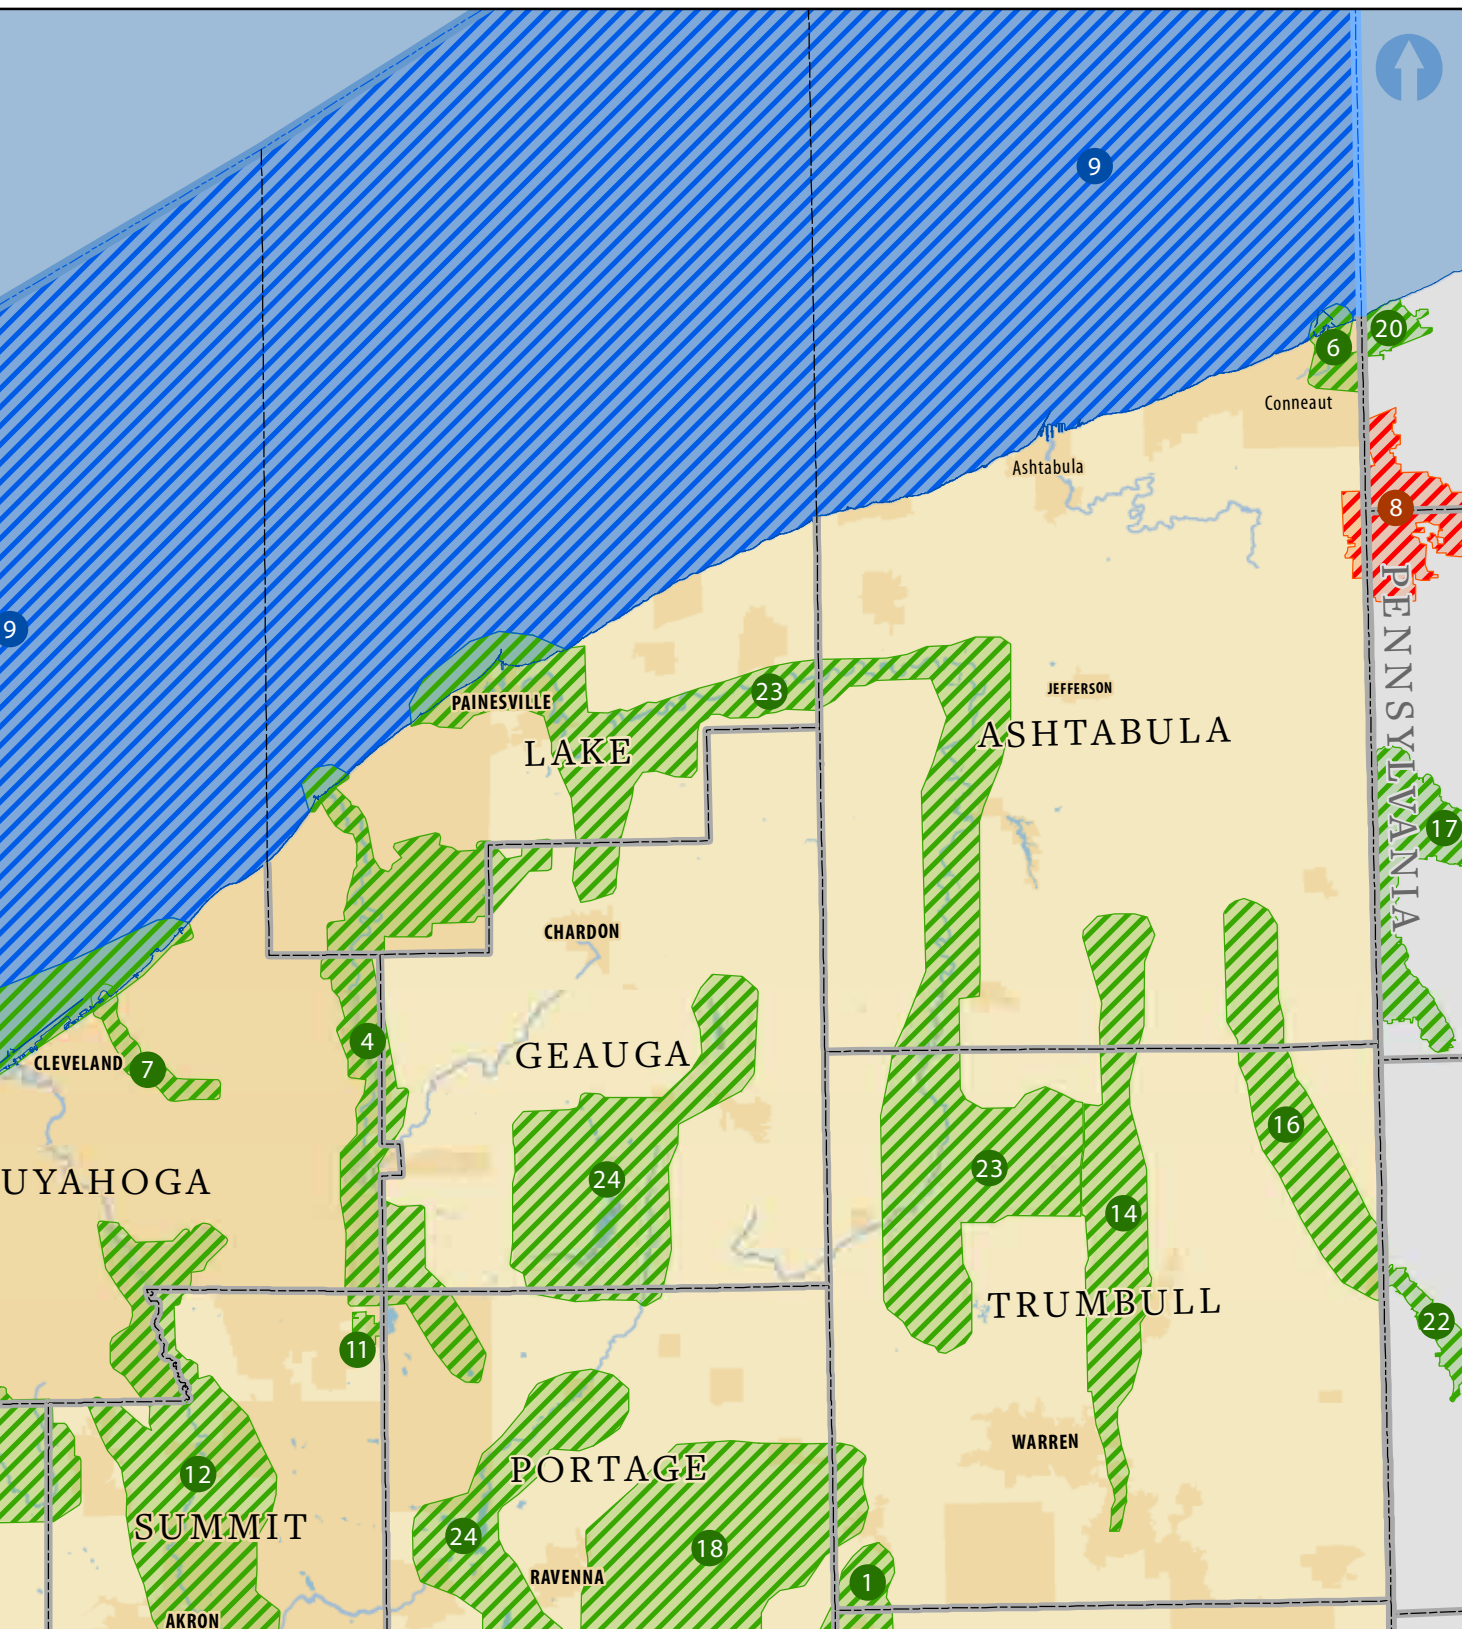 9
20
6
Conneaut
Ashtabula
8
9
23
JEFFERSON
PAINESVILLE
ASHTABULA
LAKE
PENNSYLVANIA
17
CHARDON
4
GEAUGA
CLEVELAND
7
16
23
24
UYAHOGA
14
TRUMBULL
22
11
WARREN
PORTAGE
12
SUMMIT
24
18
RAVENNA
1
AKRON